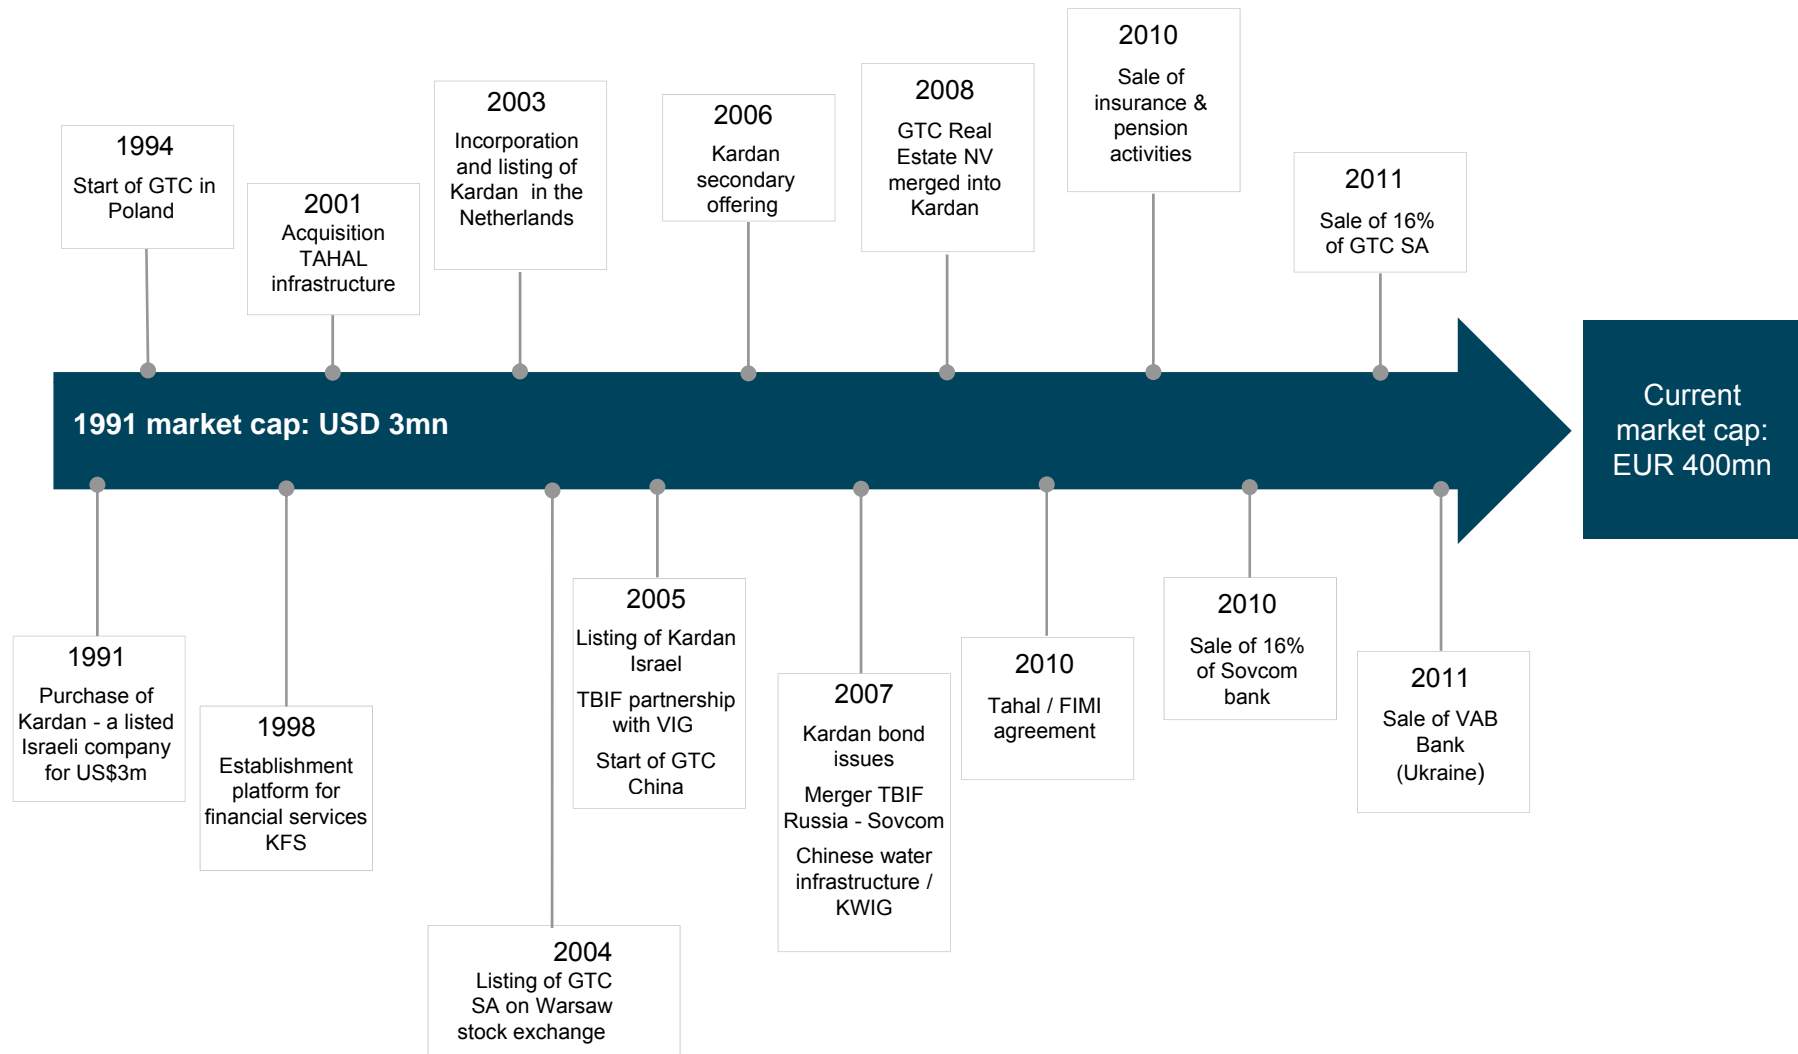 1994
Start of GTC in
Poland
2001
Acquisition
TAHAL
infrastructure
2003
Incorporation
and listing of
Kardan in the
Netherlands
2006
Kardan
secondary
offering
2008
GTC Real
Estate NV
merged into
Kardan
2010
Sale of
insurance &
pension
activities
2011
Sale of 16%
of GTC SA
1991 market cap: USD 3mn
Current
market cap:
EUR 400mn
1991
Purchase of
Kardan - a listed
Israeli company
for US$3m
1998
Establishment
platform for
financial services
KFS
2004
Listing of GTC
SA on Warsaw
stock exchange
2005
Listing of Kardan
Israel
TBIF partnership
with VIG
Start of GTC
China
2007
Kardan bond
issues
Merger TBIF
Russia - Sovcom
Chinese water
infrastructure /
KWIG
2010
Tahal / FIMI
agreement
2010
Sale of 16%
of Sovcom
bank
2011
Sale of VAB
Bank
(Ukraine)